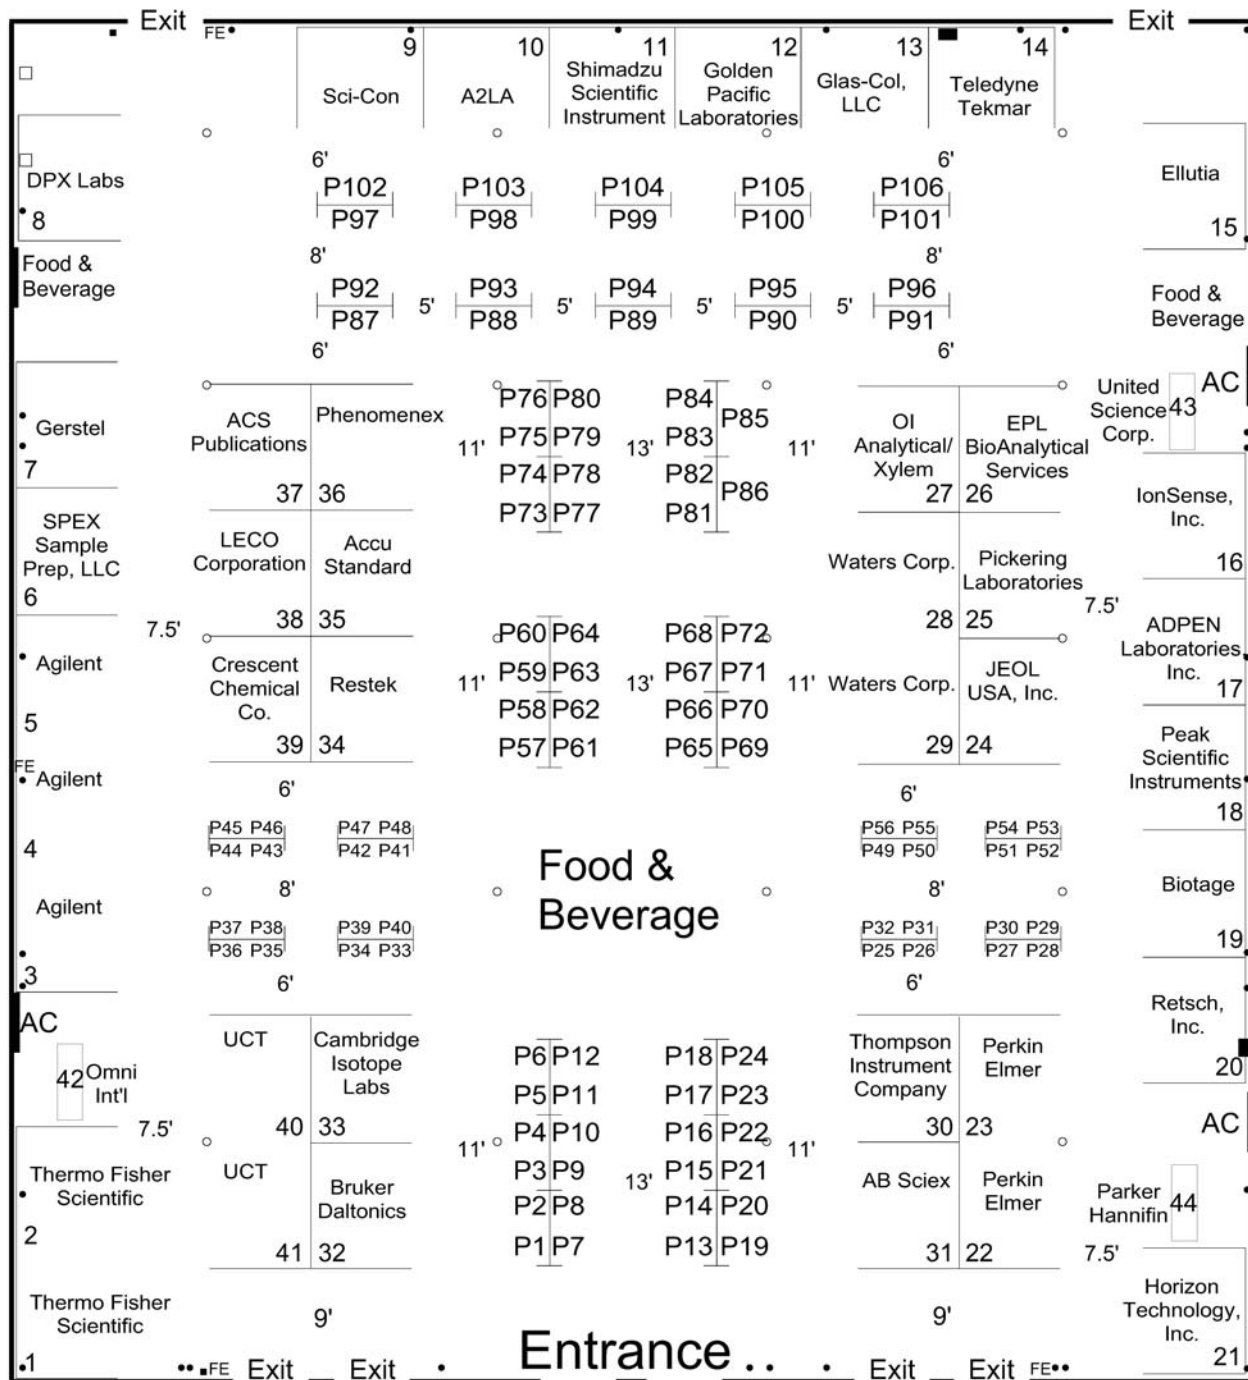 Exit
Exit
FE
9
10
11
12
13
14
Sci-Con
A2LA
Shimadzu
Scientific
Instrument
Golden
Pacific
Laboratories
Glas-Col,
LLC
Teledyne
Tekmar
DPX Labs
8
Ellutia
15
6'
6'
P102
P103
P104
P105
P106
P97
P98
P99
P100
P101
Food &
Beverage
8'
8'
Food &
Beverage
P92
P93
P94
P95
P96
5'
5'
5'
5'
P87
P88
P89
P90
P91
6'
6'
Gerstel
7
ACS
Publications
37
Phenomenex
36
P76 P80
P75 P79
P74 P78
P73 P77
11'
13'
11'
P84
P83
P82
P81
P85
P86
OI
Analytical/
Xylem
27
EPL
BioAnalytical
Services
26
United
Science
Corp.
43
AC
SPEX
Sample
Prep, LLC
6
LECO
Corporation
38
Accu
Standard
35
Waters Corp.
28
Pickering
Laboratories
25
IonSense,
Inc.
16
7.5'
7.5'
Agilent
5
Crescent
Chemical
Co.
39
Restek
34
P60 P64
P59 P63
P58 P62
P57 P61
11'
13'
11'
P68 P72
P67 P71
P66 P70
P65 P69
Waters Corp.
29
JEOL
USA, Inc.
24
ADPEN
Laboratories,
Inc.
17
FE
Agilent
4
6'
6'
Peak
Scientific
Instruments
18
P45 P46
P44 P43
P47 P48
P42 P41
P56 P55
P49 P50
P54 P53
P51 P52
Food &
Beverage
Agilent
3
8'
8'
Biotage
19
P37 P38
P36 P35
P39 P40
P34 P33
P32 P31
P25 P26
P30 P29
P27 P28
6'
6'
AC
42
Omni
Int'l
UCT
40
Cambridge
Isotope
Labs
33
P6 P12
P5 P11
P4 P10
P3 P9
P2 P8
P1 P7
P18 P24
P17 P23
P16 P22
P15 P21
P14 P20
P13 P19
Thompson
Instrument
Company
30
Perkin
Elmer
23
Retsch,
Inc.
20
7.5'
11'
13'
11'
AC
Thermo Fisher
Scientific
2
UCT
41
Bruker
Daltonics
32
AB Sciex
31
Perkin
Elmer
22
Parker
Hannifin
44
7.5'
Thermo Fisher
Scientific
1
9'
9'
Horizon
Technology,
Inc.
21
FE
Exit
Exit
Entrance
Exit
Exit
FE